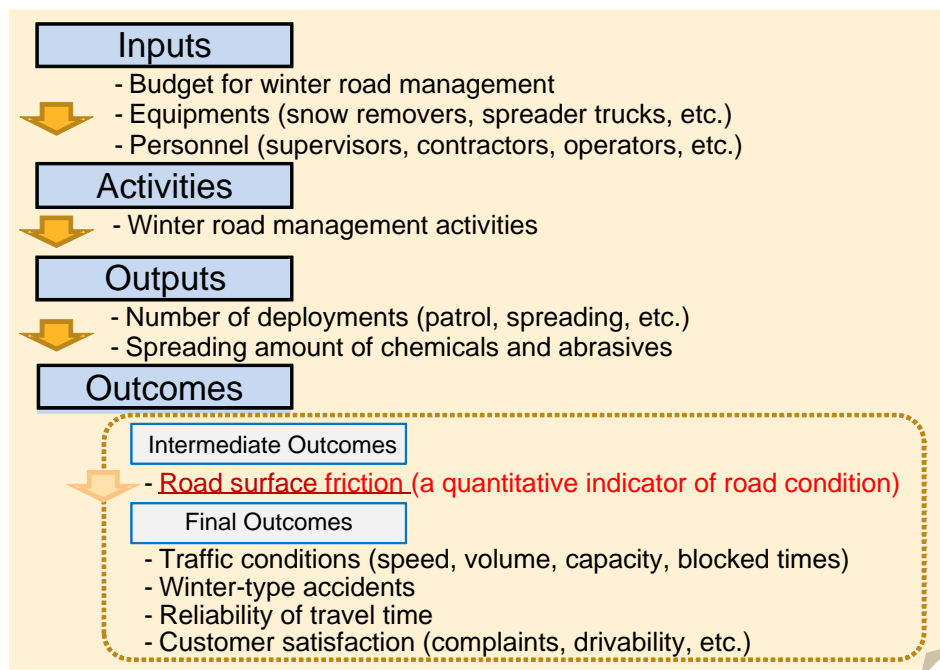 Inputs
- Budget for winter road management
- Equipments (snow removers, spreader trucks, etc.)
- Personnel (supervisors, contractors, operators, etc.)
Activities
- Winter road management activities
Outputs
- Number of deployments (patrol, spreading, etc.)
- Spreading amount of chemicals and abrasives
Outcomes
Intermediate Outcomes
- Road surface friction (a quantitative indicator of road condition)
Final Outcomes
- Traffic conditions (speed, volume, capacity, blocked times)
- Winter-type accidents
- Reliability of travel time
- Customer satisfaction (complaints, drivability, etc.)